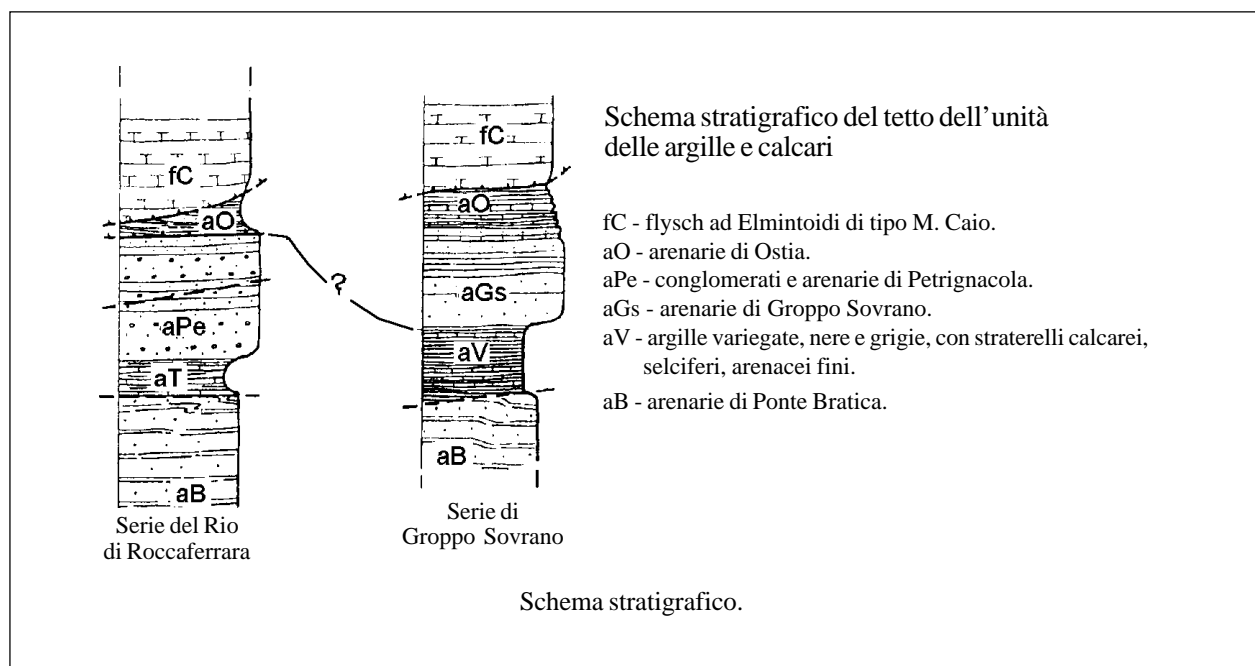 fC
aO
aPe
aT
aB
Serie del Rio
di Roccaferrara
?
fC
aO
aGs
aV
aB
Serie di
Groppo Sovrano
Schema stratigrafico del tetto dell'unità
delle argille e calcari
fC - flysch ad Elmintoidi di tipo M. Caio.
aO - arenarie di Ostia.
aPe - conglomerati e arenarie di Petrignacola.
aGs - arenarie di Groppo Sovrano.
aV - argille variegate, nere e grigie, con straterelli calcarei,
selciferi, arenacei fini.
aB - arenarie di Ponte Bratica.
Schema stratigrafico.